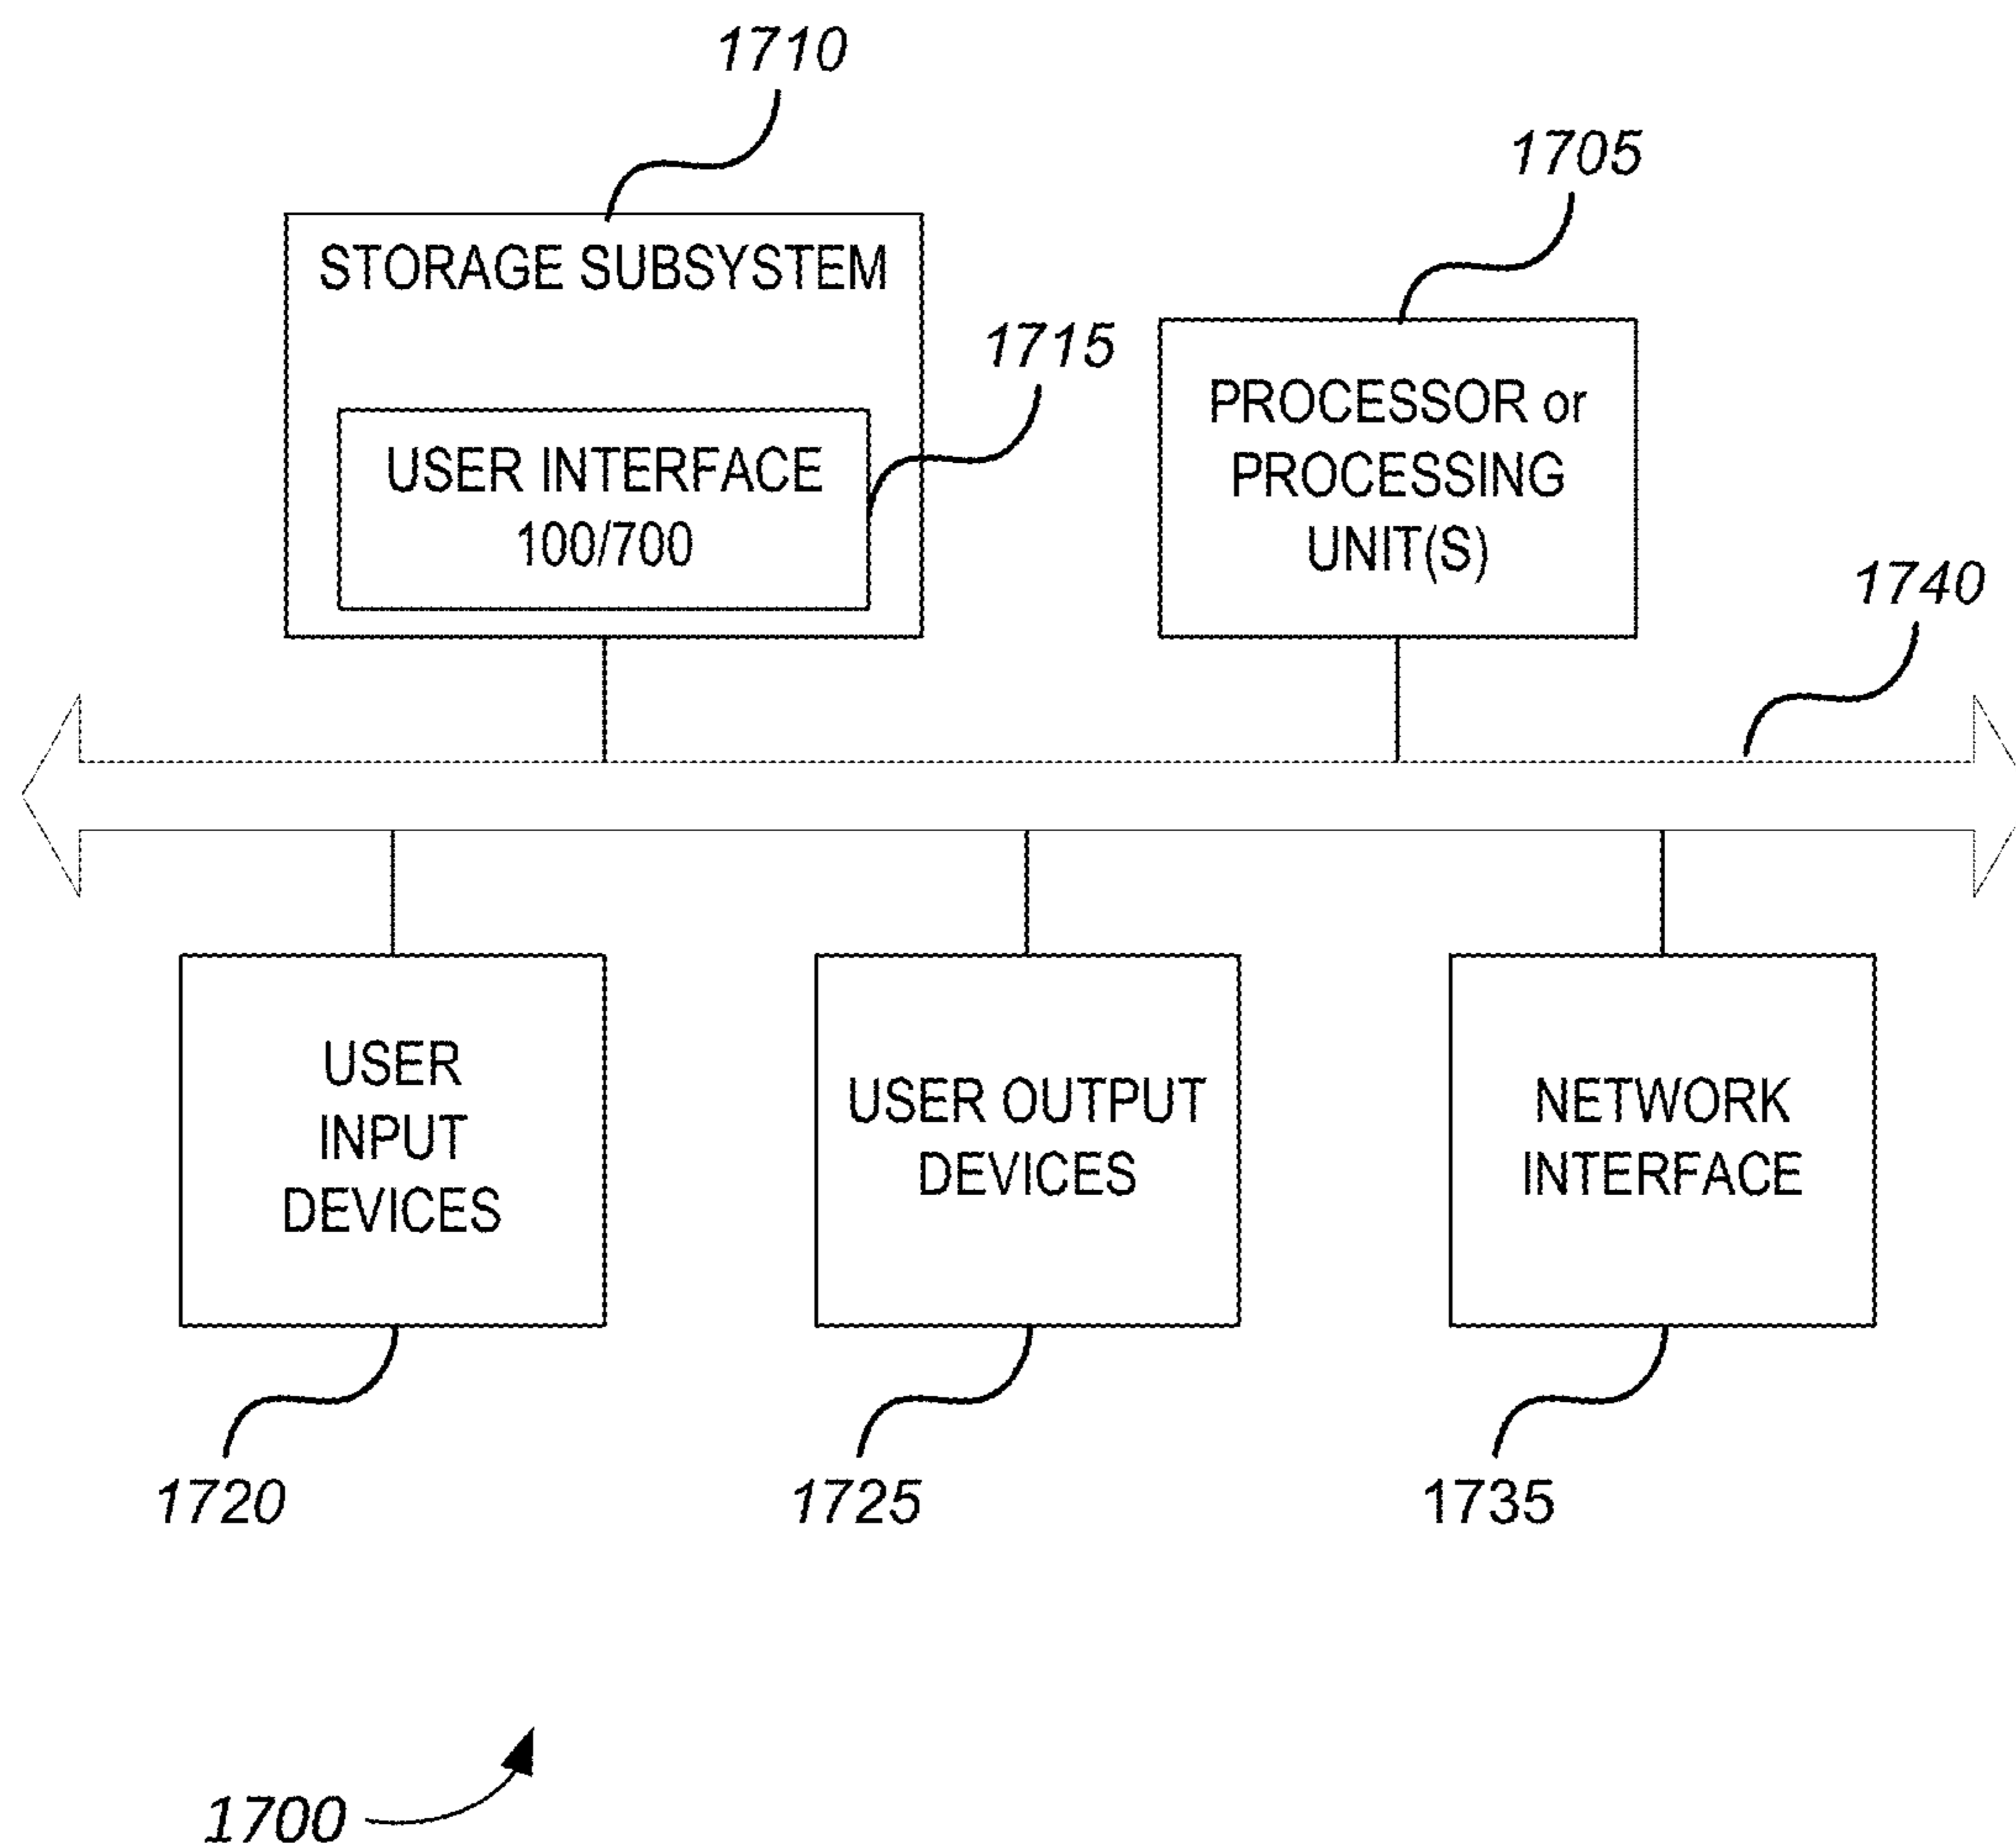 1710
1705
STORAGE SUBSYSTEM
1715
PROCESSOR or
PROCESSING
UNIT(S)
USER INTERFACE
100/700
1740
USER
INPUT
DEVICES
USER OUTPUT
DEVICES
NETWORK
INTERFACE
1720
1725
1735
1700